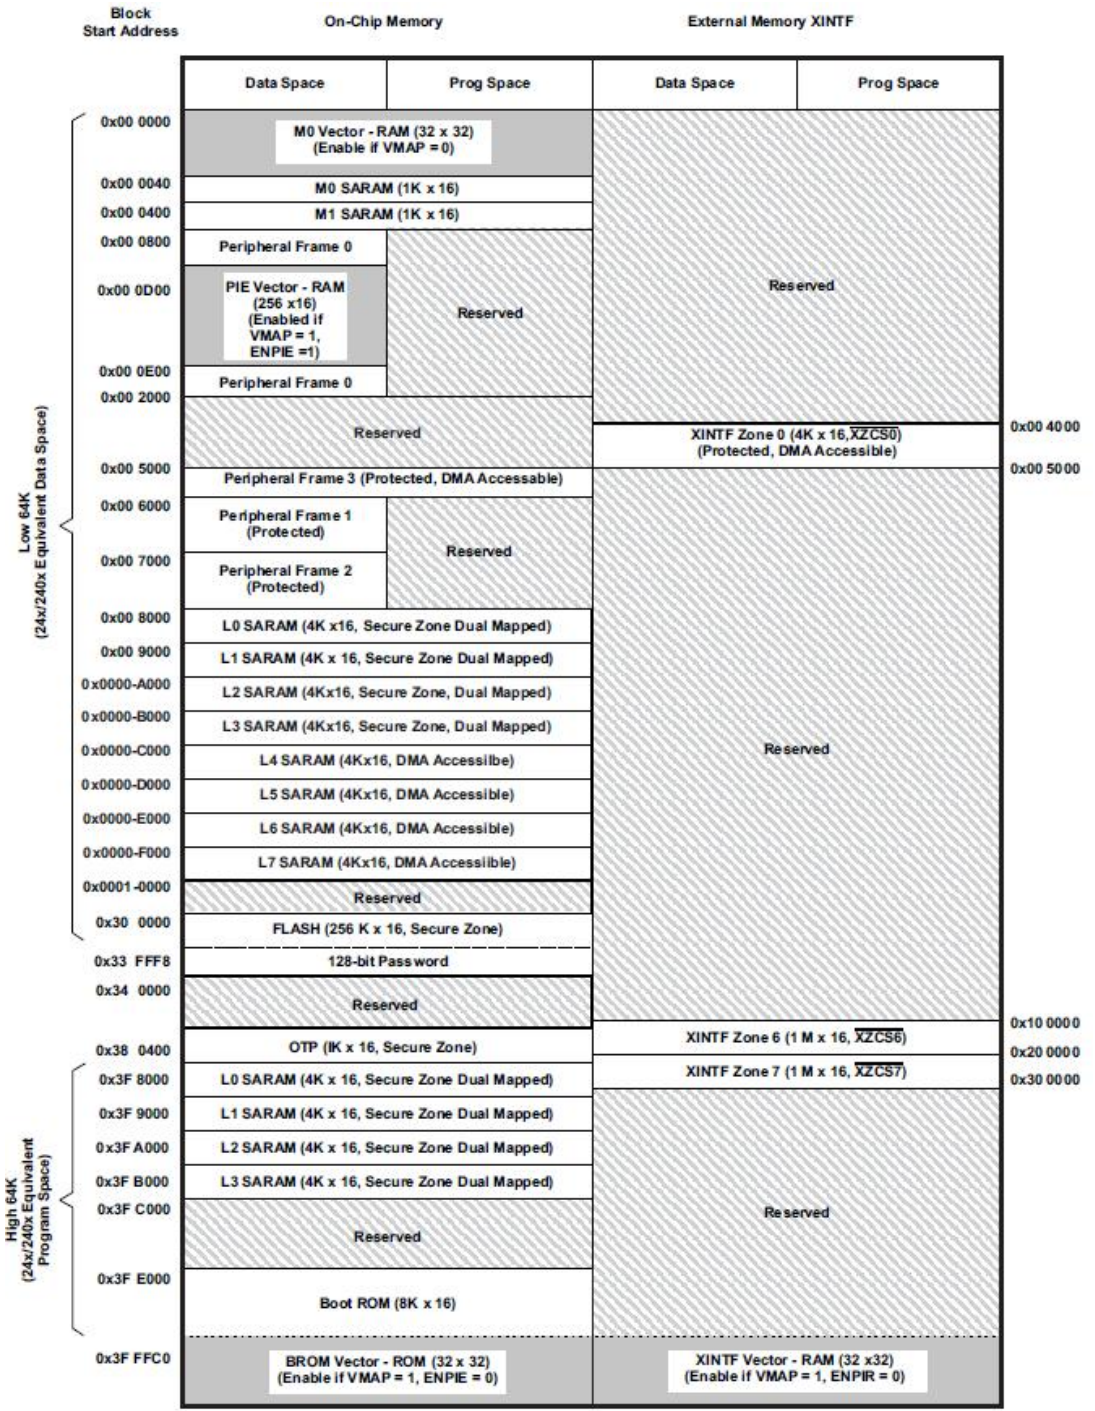 Block
Start Address
On-Chip Memory
External Memory XINTF
Data Space
Prog Space
Data Space
Prog Space
0x00 0000
M0 Vector - RAM (32 x 32)
(Enable if VMAP = 0)
0x00 0040
M0 SARAM (1K x 16)
0x00 0400
M1 SARAM (1K x 16)
0x00 0800
Peripheral Frame 0
0x00 0D00
PIE Vector - RAM
(256 x16)
(Enabled if
VMAP = 1,
ENPIE =1)
Reserved
Reserved
0x00 0E00
Peripheral Frame 0
0x00 2000
Reserved
XINTF Zone 0 (4K x 16,XZCS0)
(Protected, DMA Accessible)
0x00 4000
0x00 5000
Peripheral Frame 3 (Protected, DMA Accessable)
0x00 5000
0x00 6000
Peripheral Frame 1
(Protected)
Reserved
0x00 7000
Peripheral Frame 2
(Protected)
Low 64K
(24x/240x Equivalent Data Space)
0x00 8000
L0 SARAM (4K x16, Secure Zone Dual Mapped)
0x00 9000
L1 SARAM (4K x 16, Secure Zone Dual Mapped)
0x0000-A000
L2 SARAM (4Kx16, Secure Zone, Dual Mapped)
0x0000-B000
L3 SARAM (4Kx16, Secure Zone, Dual Mapped)
0x0000-C000
L4 SARAM (4Kx16, DMA Accessilbe)
Reserved
0x0000-D000
L5 SARAM (4Kx16, DMA Accessible)
0x0000-E000
L6 SARAM (4Kx16, DMA Accessible)
0x0000-F000
L7 SARAM (4Kx16, DMA Accessiible)
0x0001-0000
Reserved
0x30 0000
FLASH (256 K x 16, Secure Zone)
0x33 FFF8
128-bit Password
0x34 0000
Reserved
0x38 0400
OTP (IK x 16, Secure Zone)
XINTF Zone 6 (1 M x 16, XZCS6)
0x10 0000
0x20 0000
XINTF Zone 7 (1 M x 16, XZCS7)
0x30 0000
0x3F 8000
L0 SARAM (4K x 16, Secure Zone Dual Mapped)
0x3F 9000
L1 SARAM (4K x 16, Secure Zone Dual Mapped)
0x3F A000
L2 SARAM (4K x 16, Secure Zone Dual Mapped)
0x3F B000
L3 SARAM (4K x 16, Secure Zone Dual Mapped)
High 64K
(24x/240x Equivalent
Program Space)
0x3F C000
Reserved
Reserved
0x3F E000
Boot ROM (8K x 16)
0x3F FFC0
BROM Vector - ROM (32 x 32)
(Enable if VMAP = 1, ENPIE = 0)
XINTF Vector - RAM (32 x32)
(Enable if VMAP = 1, ENPIR = 0)